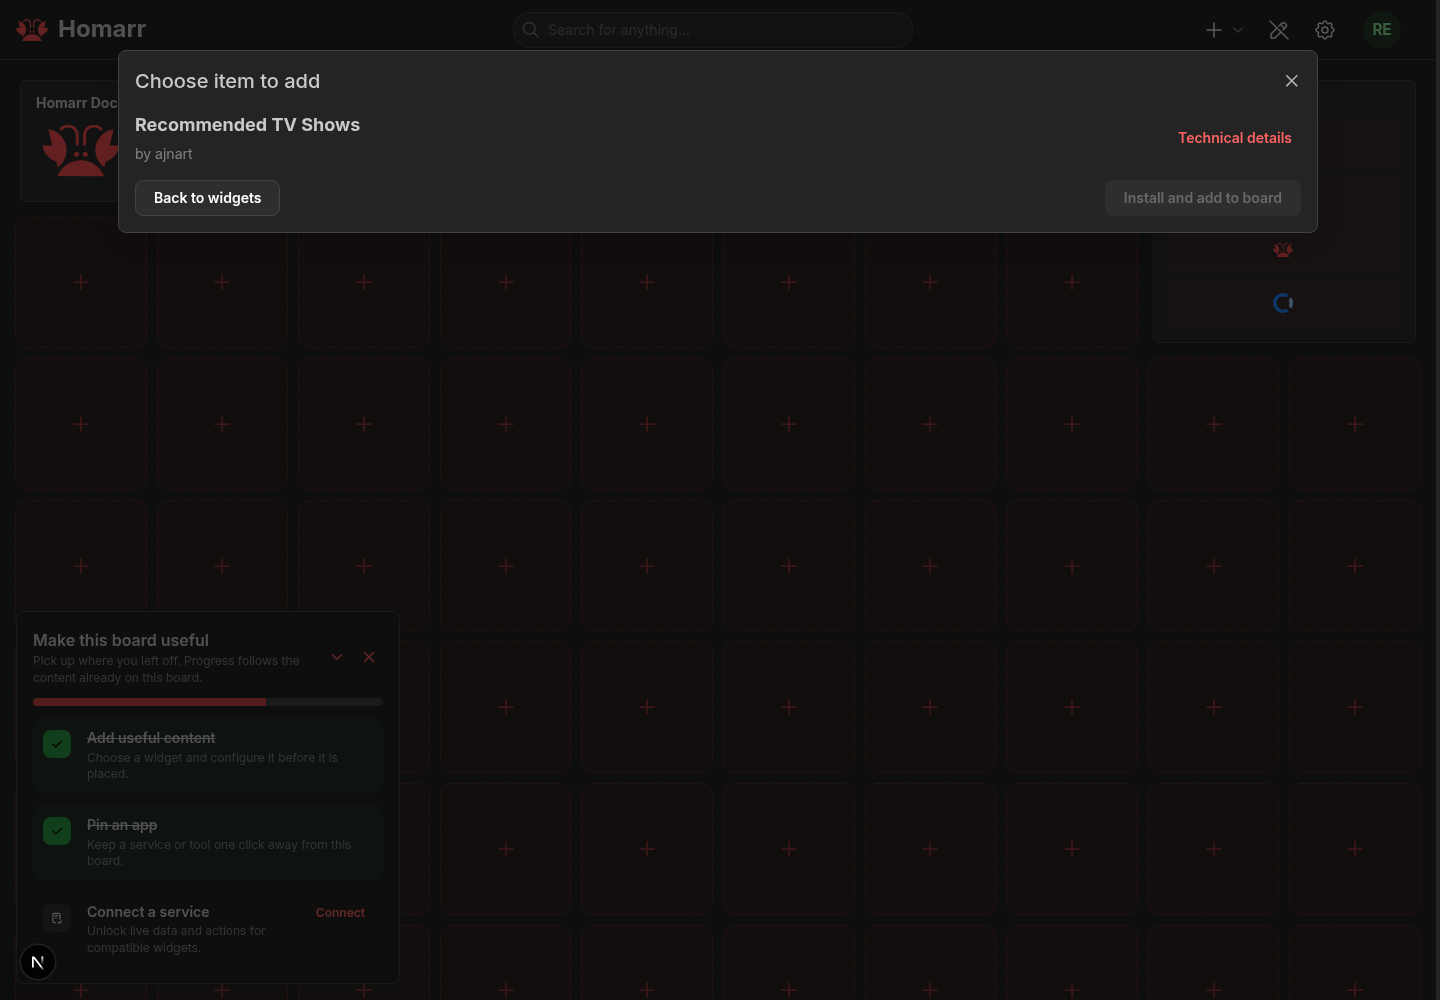 Homarr
Search for anything...
RE
Choose item to add
Homarr Doc
Recommended TV Shows
by ajnart
Technical details
Back to widgets
Install and add to board
Make this board useful
Pick up where you left off. Progress follows the
content already on this board.
Add useful content
Choose a widget and configure it before it is
placed.
Pin an app
Keep a service or tool one click away from this
board.
Connect a service
Connect
Unlock live data and actions for
compatible widgets.
N